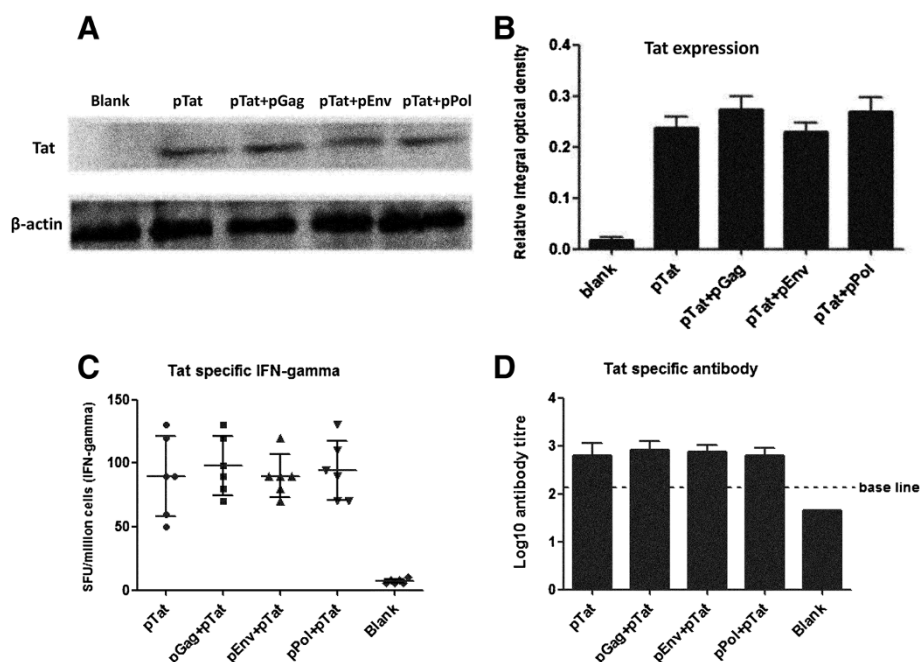 A
Blank pTat pTat+pGag pTat+pEnv pTat+pPol
Tat
β-actin
B
Tat expression
Relative Integral optical density
0.4
0.3
0.2
0.1
0.0
blank
pTat
pTat+pGag
pTat+pEnv
pTat+pPol
C
Tat specific IFN-gamma
SFU/million cells (IFN-gamma)
150
100
50
0
pTat
pGag+pTat
pEnv+pTat
pPol+pTat
Blank
D
Tat specific antibody
Log10 antibody titre
4
3
2
1
0
base line
pTat
pGag+pTat
pEnv+pTat
pPol+pTat
Blank